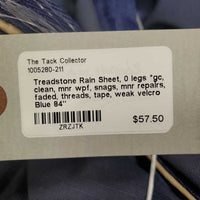 The Tack Collector
1005280-211
Treadstone Rain Sheet, 0 legs *gc,
clean, mnr wpf, snags, mnr repairs,
faded, threads, tape, weak velcro
Blue 84"
ZRZJTK
$57.50